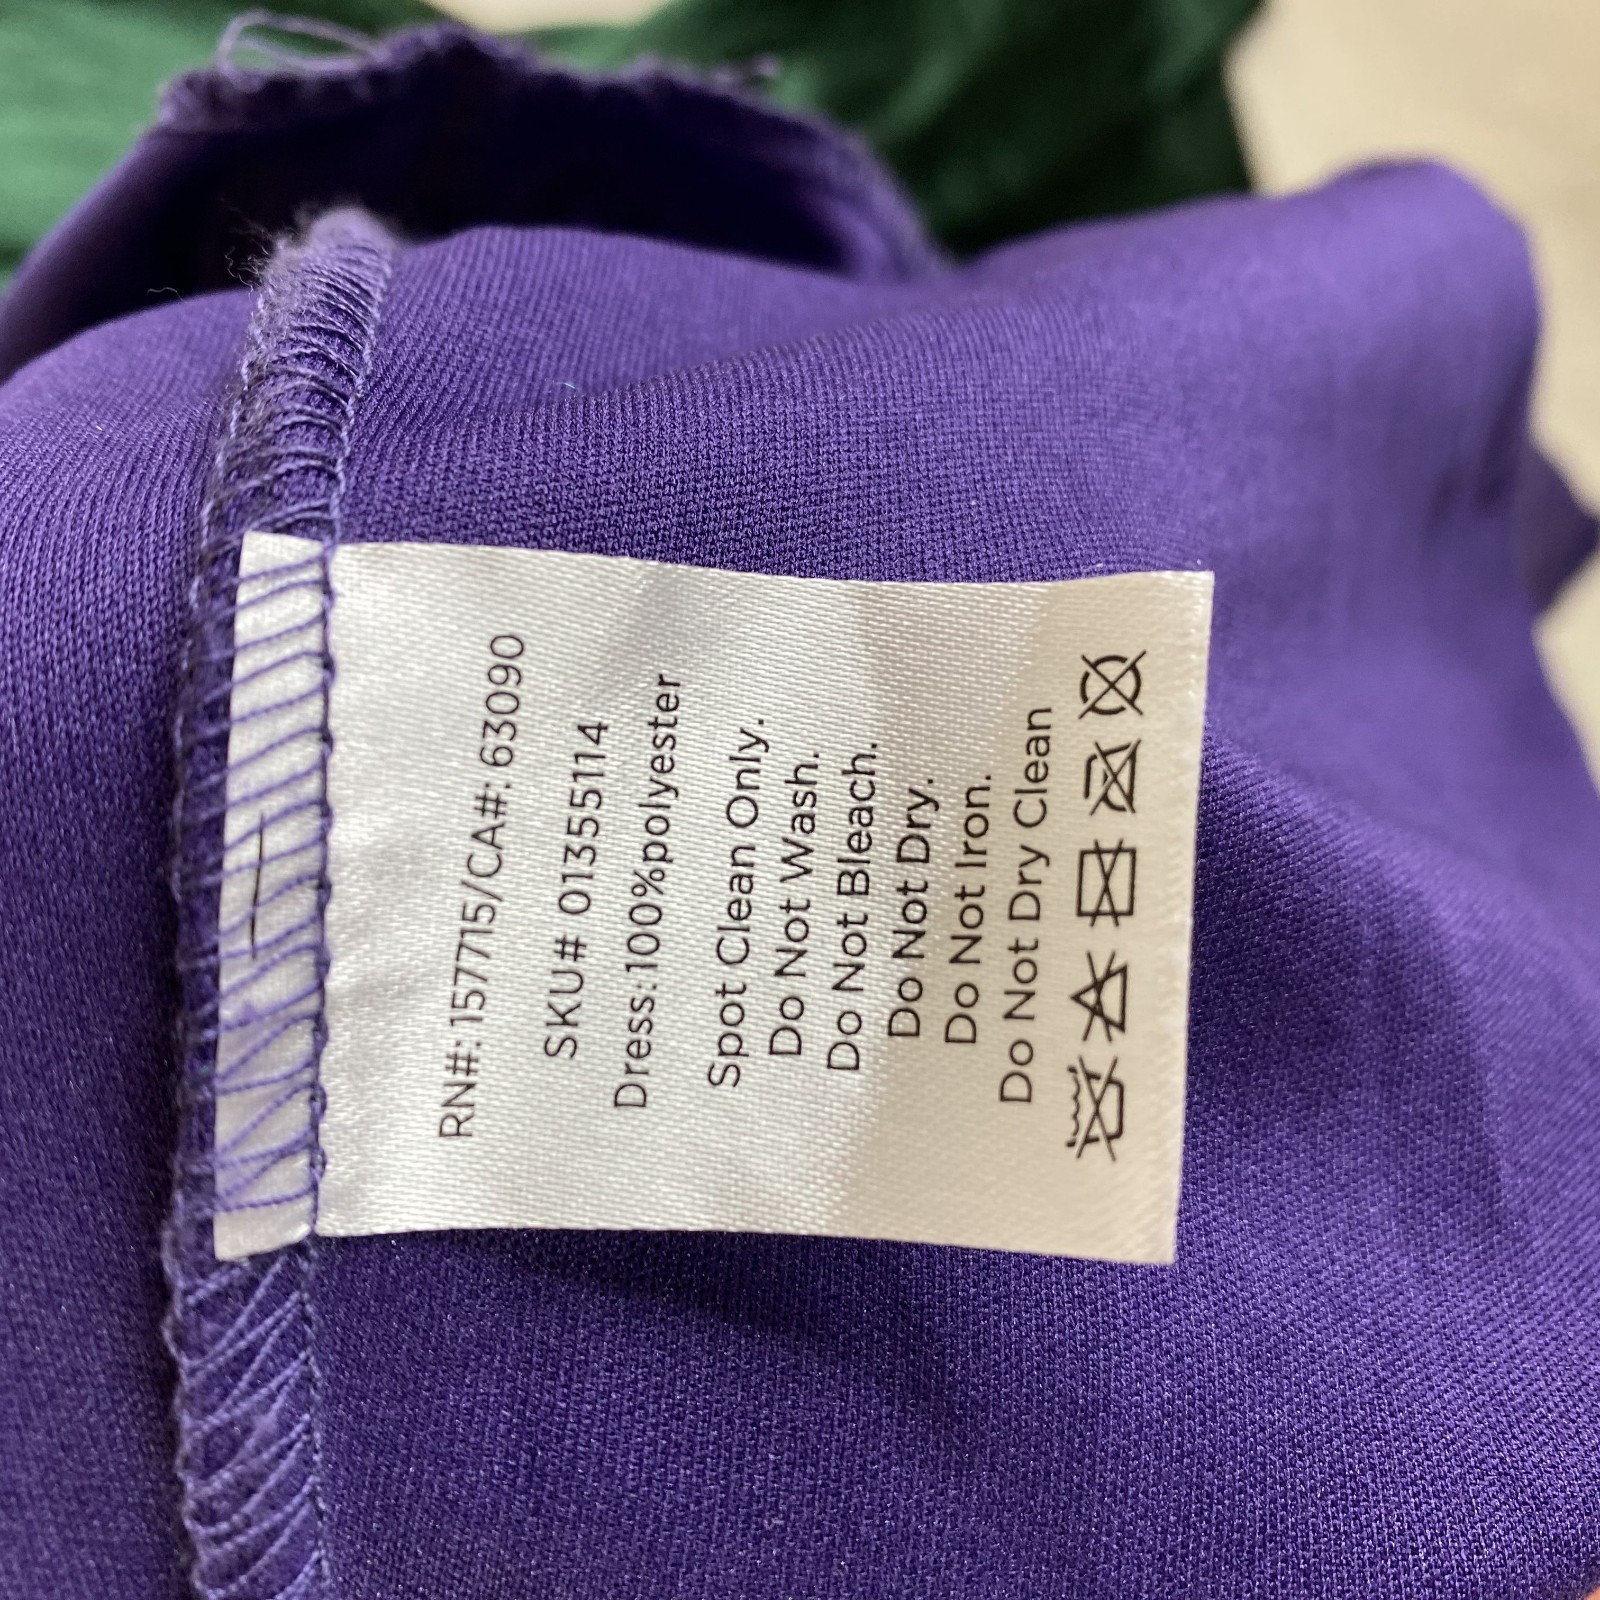 RN#: 157715/CA#: 63090
SKU# 01355114
Dress:100%polyester
Spot Clean Only.
Do Not Wash.
Do Not Bleach.
Do Not Dry.
Do Not Iron.
Do Not Dry Clean